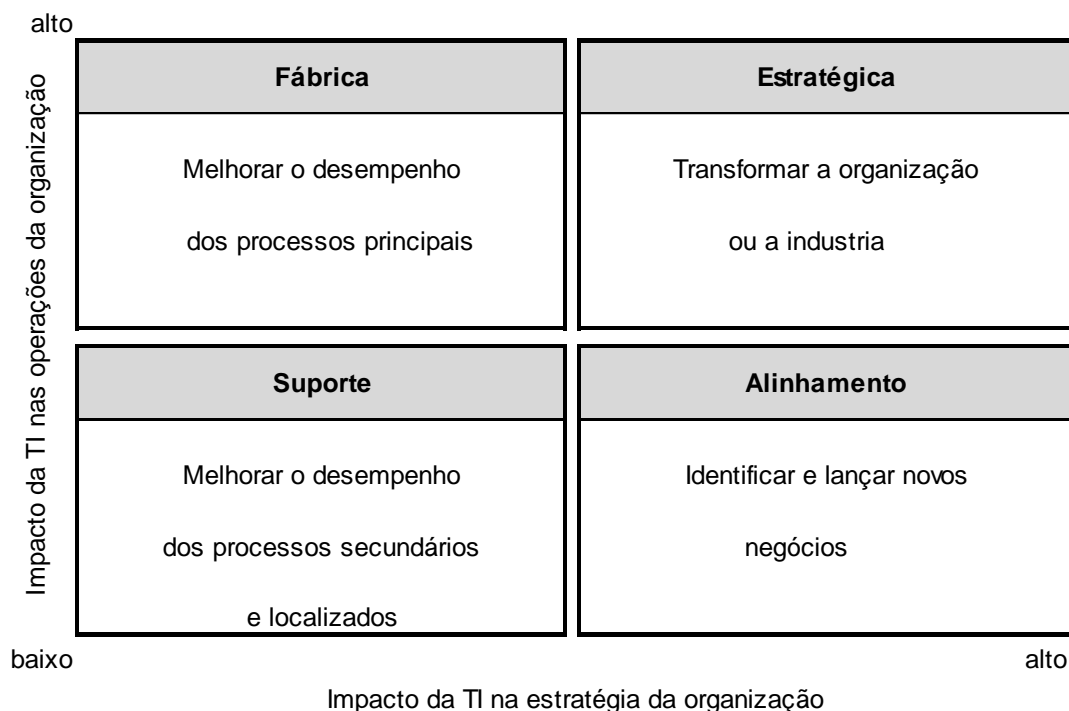 alto
Impacto da TI nas operações da organização
Fábrica
Melhorar o desempenho
dos processos principais
Estratégica
Transformar a organização
ou a industria
Suporte
Melhorar o desempenho
dos processos secundários
e localizados
Alinhamento
Identificar e lançar novos
negócios
baixo
alto
Impacto da TI na estratégia da organização